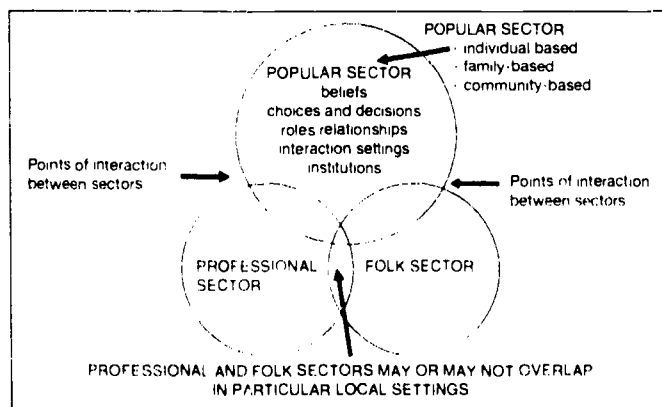 POPULAR SECTOR
· individual based
· family-based
· community-based
POPULAR SECTOR
beliefs
choices and decisions
roles relationships
interaction settings
institutions
Points of interaction
between sectors
Points of interaction
between sectors
PROFESSIONAL
SECTOR
FOLK SECTOR
PROFESSIONAL AND FOLK SECTORS MAY OR MAY NOT OVERLAP
IN PARTICULAR LOCAL SETTINGS